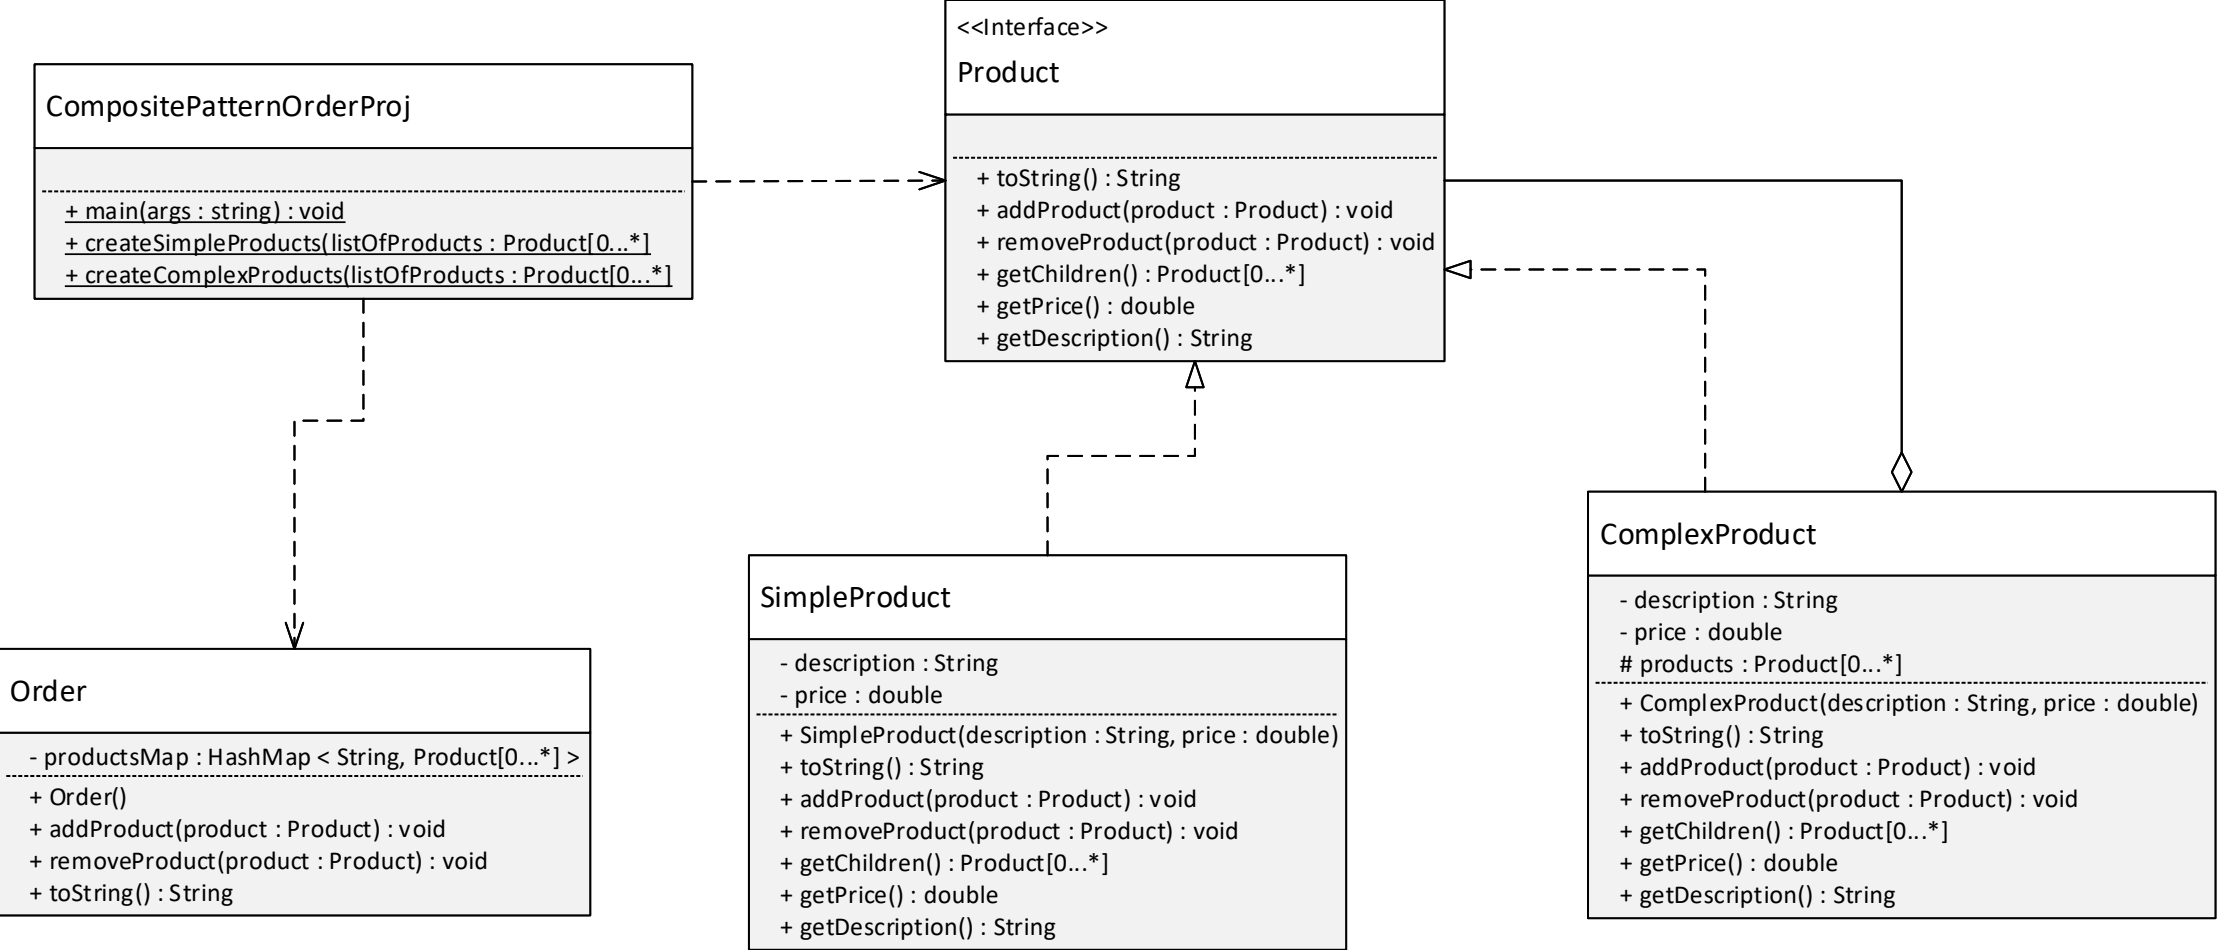 CompositePatternOrderProj
+ main(args : string) : void
+ createSimpleProducts(listOfProducts : Product[0...*]
+ createComplexProducts(listOfProducts : Product[0...*]
<<Interface>>
Product
+ toString() : String
+ addProduct(product : Product) : void
+ removeProduct(product : Product) : void
+ getChildren() : Product[0...*]
+ getPrice() : double
+ getDescription() : String
Order
- productsMap : HashMap < String, Product[0...*] >
+ Order()
+ addProduct(product : Product) : void
+ removeProduct(product : Product) : void
+ toString() : String
SimpleProduct
- description : String
- price : double
+ SimpleProduct(description : String, price : double)
+ toString() : String
+ addProduct(product : Product) : void
+ removeProduct(product : Product) : void
+ getChildren() : Product[0...*]
+ getPrice() : double
+ getDescription() : String
ComplexProduct
- description : String
- price : double
# products : Product[0...*]
+ ComplexProduct(description : String, price : double)
+ toString() : String
+ addProduct(product : Product) : void
+ removeProduct(product : Product) : void
+ getChildren() : Product[0...*]
+ getPrice() : double
+ getDescription() : String